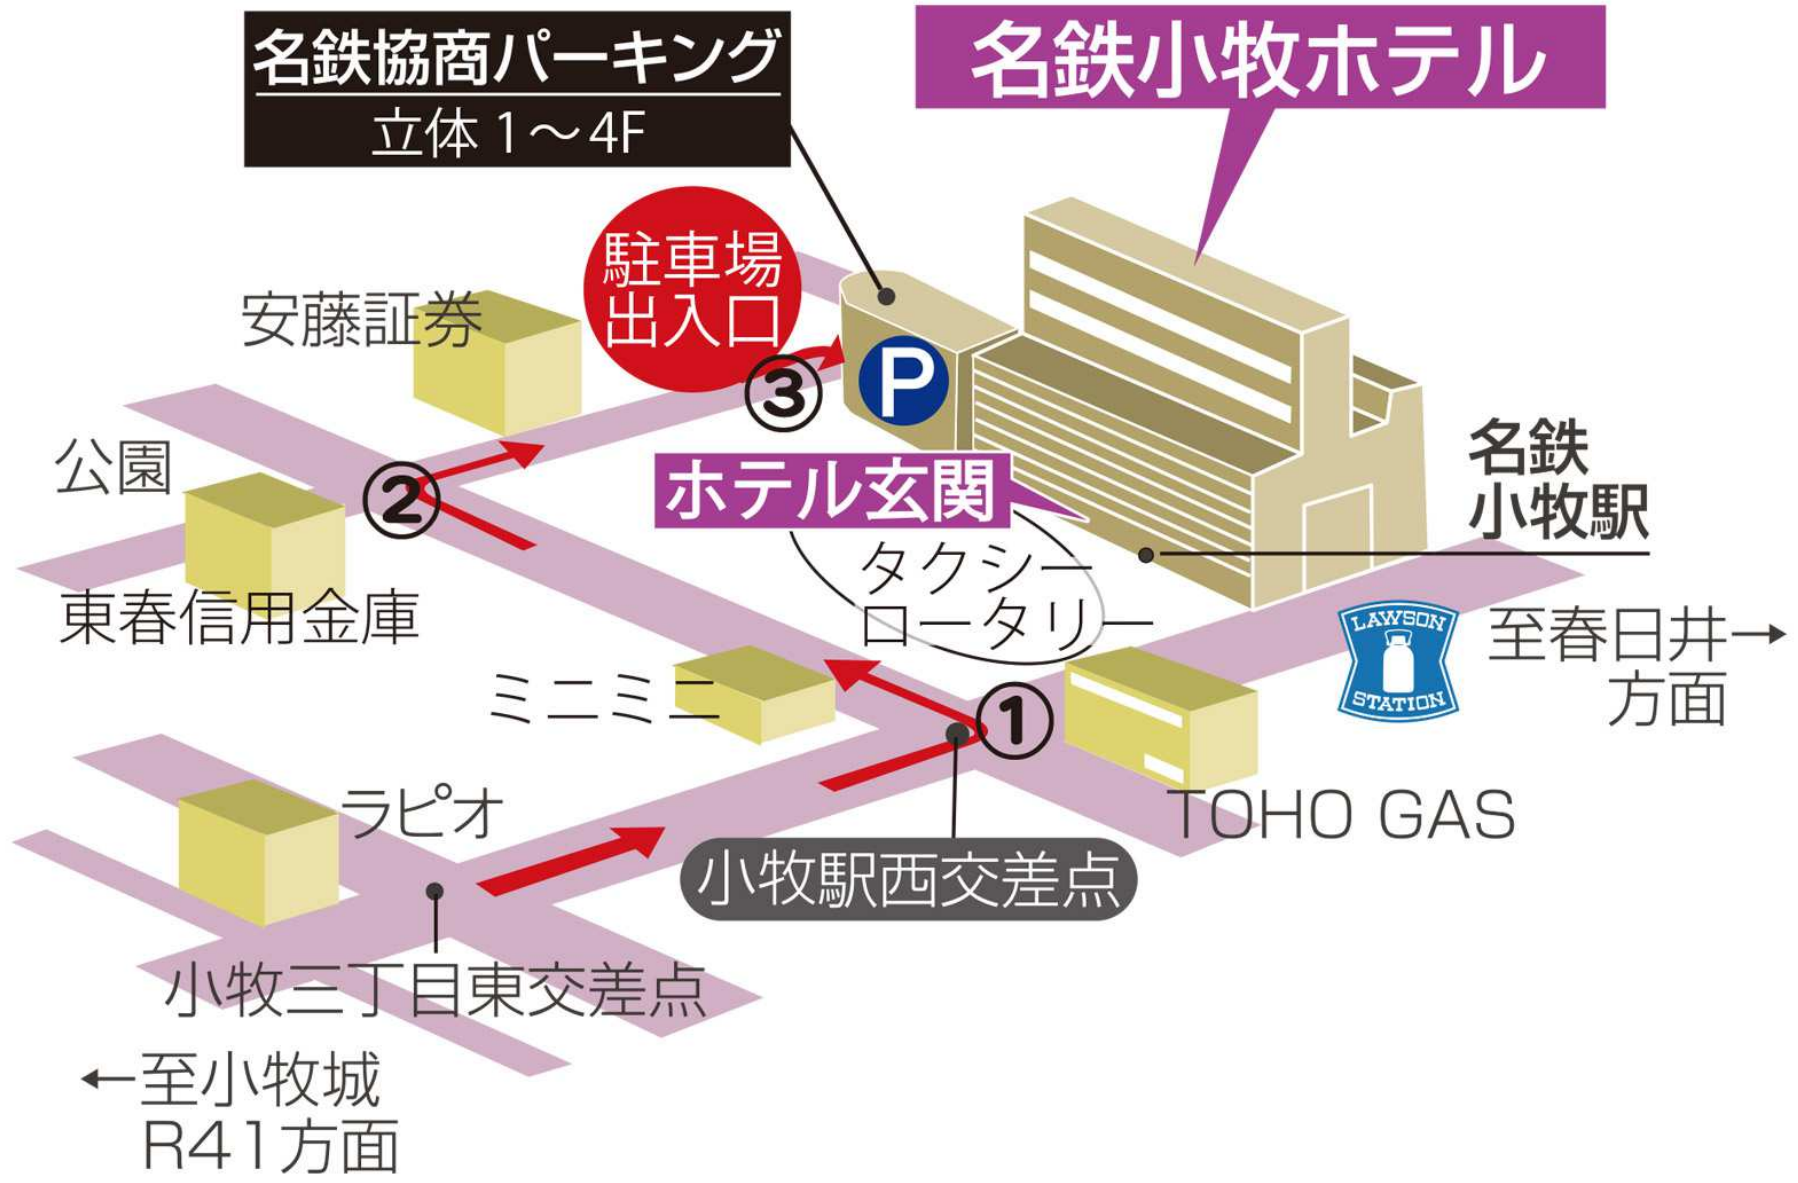 名鉄協商パーキング
立体 1〜4F
名鉄小牧ホテル
駐車場
出入口
安藤証券
③
P
公園
②
ホテル玄関
名鉄
小牧駅
タクシー
ロータリー
東春信用金庫
LAWSON
STATION
至春日井→
方面
ミニミニ
①
ラピオ
TOHO GAS
小牧駅西交差点
小牧三丁目東交差点
←至小牧城
R41方面